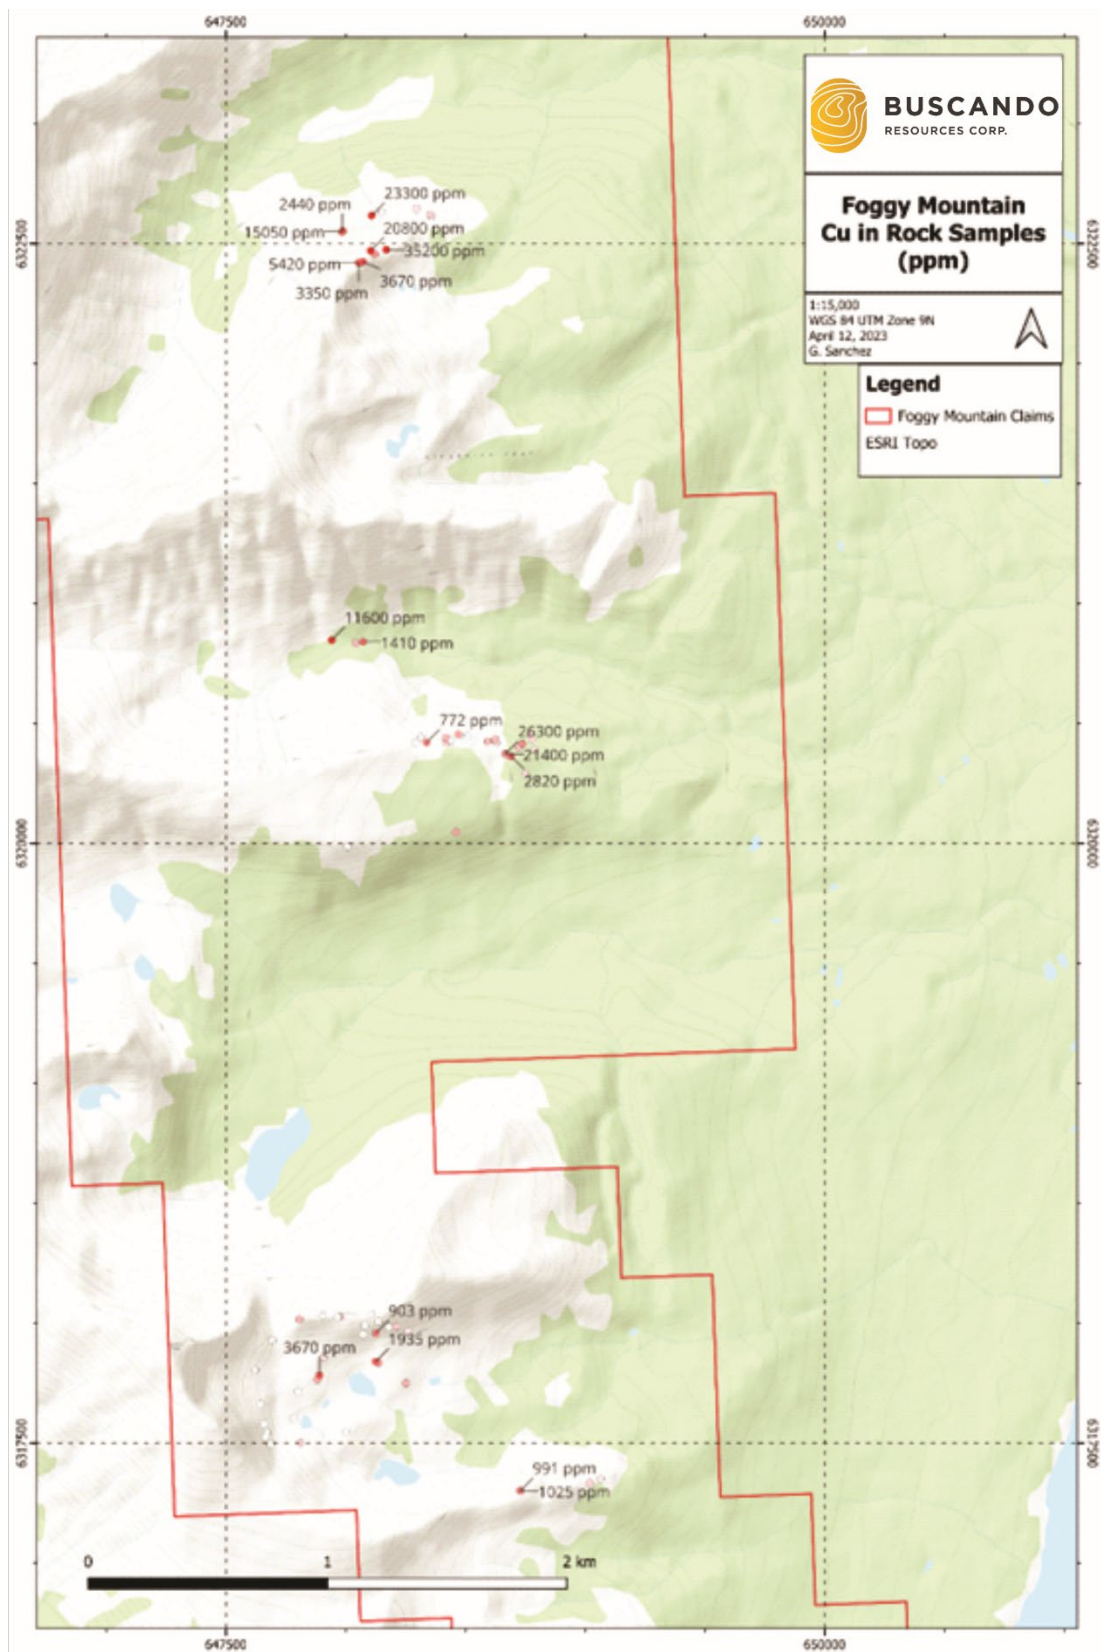 647500
650000
BUSCANDO
RESOURCES CORP.
Foggy Mountain
Cu in Rock Samples
(ppm)
1:15,000
WGS 84 UTM Zone 9N
April 12, 2023
G. Sanchez
Legend
Foggy Mountain Claims
ESRI Topo
6322500
6322500
2440 ppm
23300 ppm
15050 ppm
20800 ppm
35200 ppm
5420 ppm
3670 ppm
3350 ppm
11600 ppm
1410 ppm
772 ppm
26300 ppm
21400 ppm
2820 ppm
6320000
6320000
903 ppm
1935 ppm
3670 ppm
6317500
6317500
991 ppm
1025 ppm
0 1 2 km
647500
650000